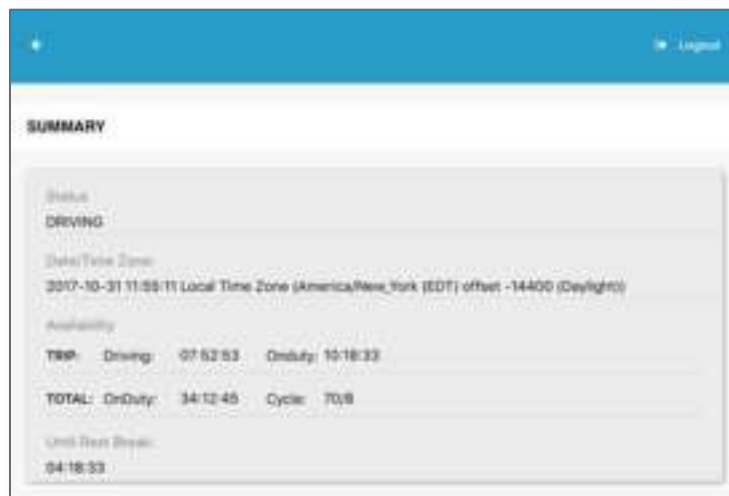 Logout
SUMMARY
Status
DRIVING
Date/Time Zone
2017-10-31 11:55:11 Local Time Zone (America/New_York (EDT) offset -14400 (Daylight))
Availability
TRIP: Driving: 07:52:53 Onduty: 10:18:33
TOTAL: OnDuty: 34:12:45 Cycle: 70/8
Until Rest Break:
04:18:33